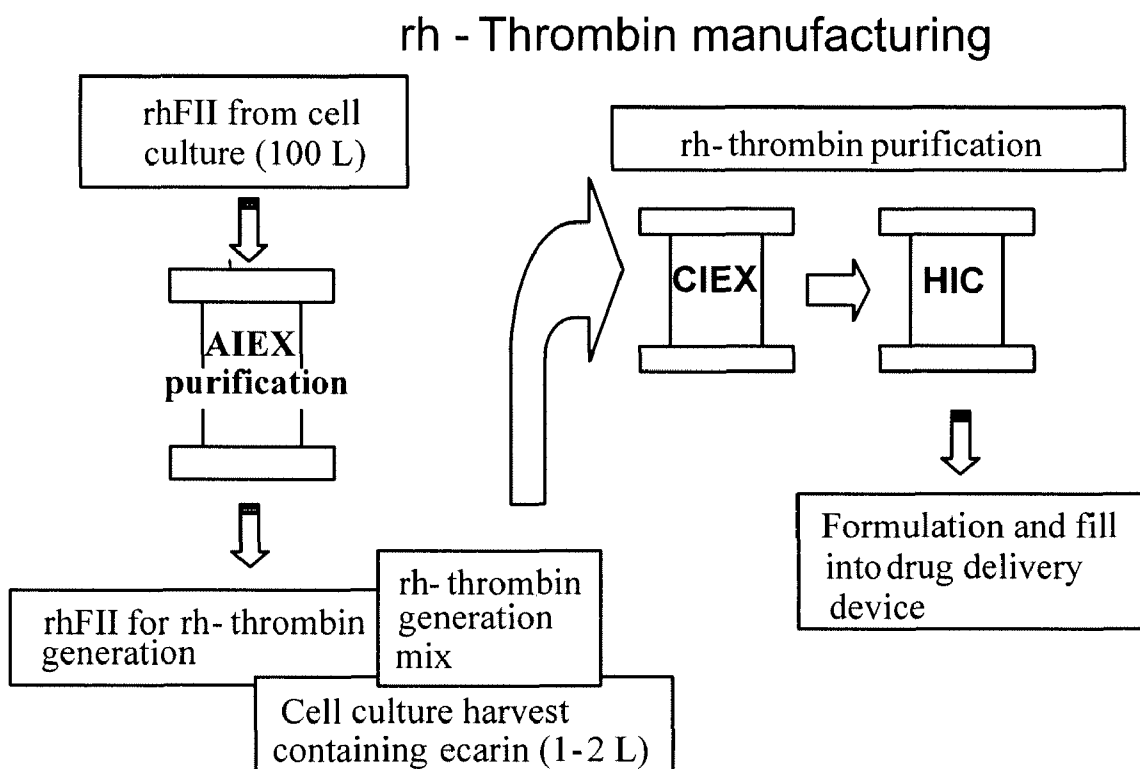 rh - Thrombin manufacturing
rhFII from cell
culture (100 L)
AIEX
purification
rhFII for rh- thrombin
generation
rh- thrombin
generation
mix
Cell culture harvest
containing ecarin (1-2 L)
rh- thrombin purification
CIEX
HIC
Formulation and fill
into drug delivery
device